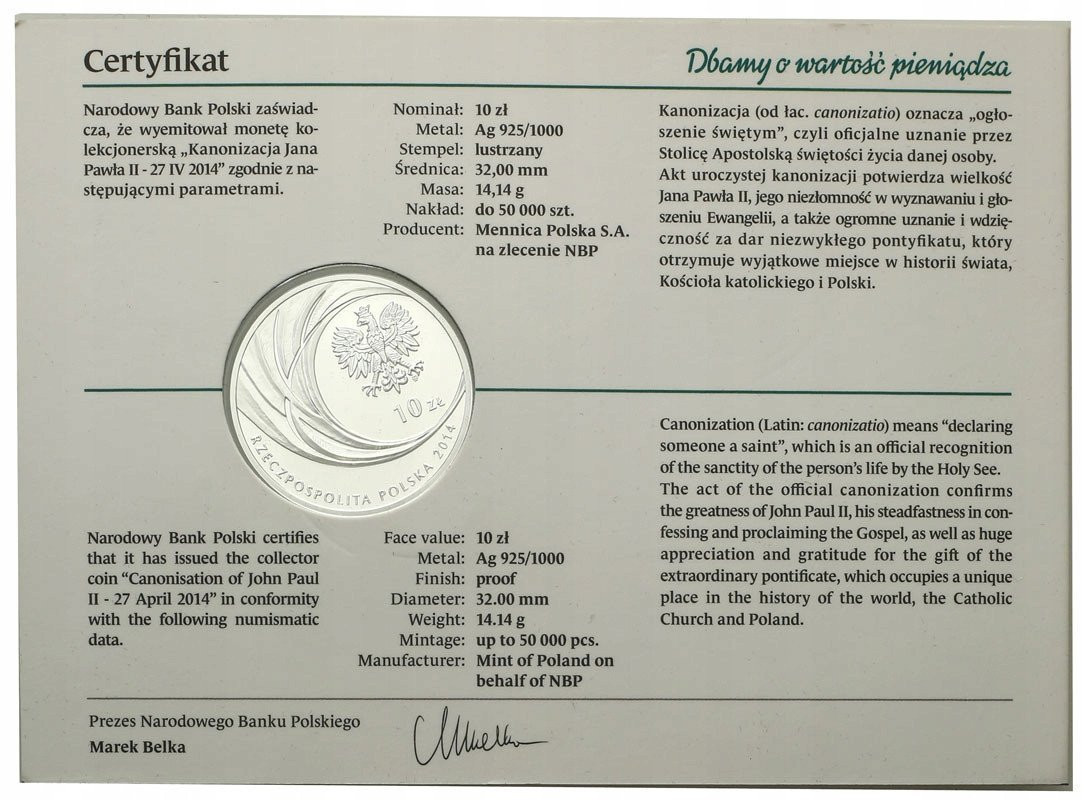 Certyfikat
Dbamy o wartość pieniądza
Narodowy Bank Polski zaświad-
cza, że wyemitował monetę ko-
lekcjonerską „Kanonizacja Jana
Pawła II - 27 IV 2014” zgodnie z na-
stępującymi parametrami.
Nominał: 10 zł
Metal: Ag 925/1000
Stempel: lustrzany
Średnica: 32,00 mm
Masa: 14,14 g
Nakład: do 50 000 szt.
Producent: Mennica Polska S.A.
na zlecenie NBP
Kanonizacja (od łac. canonizatio) oznacza „ogło-
szenie świętym”, czyli oficjalne uznanie przez
Stolicę Apostolską świętości życia danej osoby.
Akt uroczystej kanonizacji potwierdza wielkość
Jana Pawła II, jego niezłomność w wyznawaniu i gło-
szeniu Ewangelii, a także ogromne uznanie i wdzię-
czność za dar niezwykłego pontyfikatu, który
otrzymuje wyjątkowe miejsce w historii świata,
Kościoła katolickiego i Polski.
10 ZŁ
RZECZPOSPOLITA POLSKA 2014
Narodowy Bank Polski certifies
that it has issued the collector
coin “Canonisation of John Paul
II - 27 April 2014” in conformity
with the following numismatic
data.
Face value: 10 zł
Metal: Ag 925/1000
Finish: proof
Diameter: 32.00 mm
Weight: 14.14 g
Mintage: up to 50 000 pcs.
Manufacturer: Mint of Poland on
behalf of NBP
Canonization (Latin: canonizatio) means “declaring
someone a saint”, which is an official recognition
of the sanctity of the person’s life by the Holy See.
The act of the official canonization confirms
the greatness of John Paul II, his steadfastness in con-
fessing and proclaiming the Gospel, as well as huge
appreciation and gratitude for the gift of the
extraordinary pontificate, which occupies a unique
place in the history of the world, the Catholic
Church and Poland.
Prezes Narodowego Banku Polskiego
Marek Belka